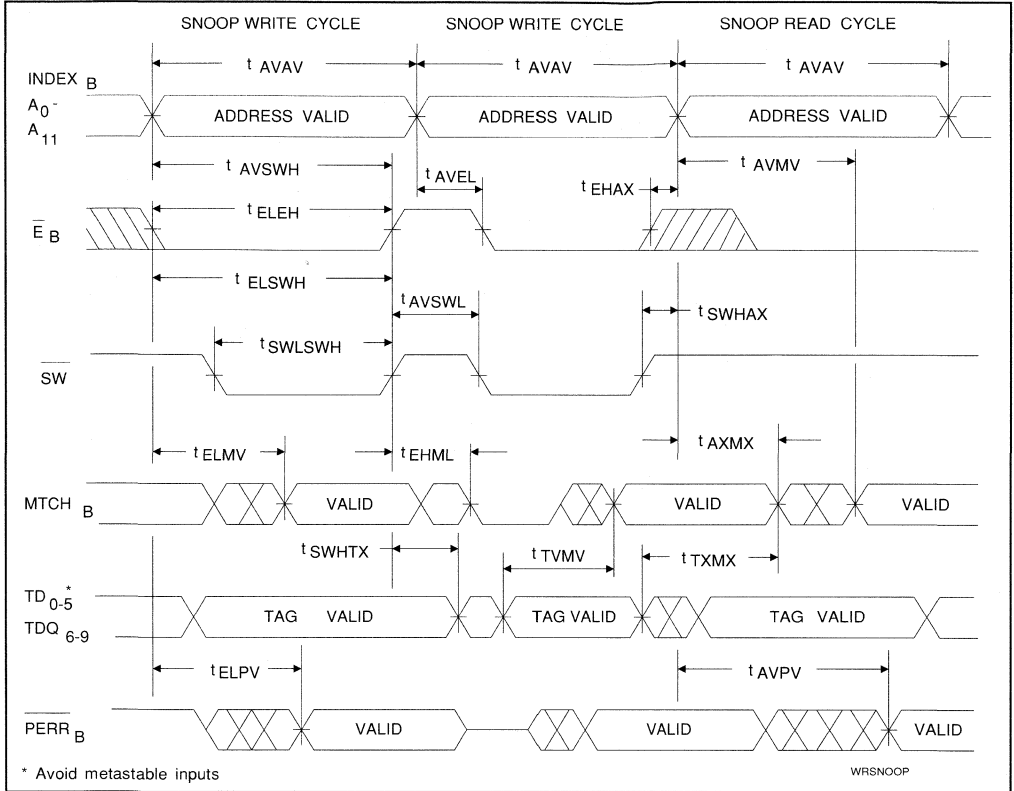 SNOOP WRITE CYCLE SNOOP WRITE CYCLE SNOOP READ CYCLE
t AVAV t AVAV t AVAV
INDEX B
A0 -
A11
ADDRESS VALID ADDRESS VALID ADDRESS VALID
t AVSWH t AVEL t EHAX t AVMV
E B
t ELEH
t ELSWH
t AVSWL t SWHAX
t SWLSWH
SW
t ELMV t EHML t AXMX
MTCH B VALID VALID VALID
t SWHTX t TVMV t TXMX
TD 0-5 *
TDQ 6-9
TAG VALID TAG VALID TAG VALID
t ELPV t AVPV
PERR B VALID VALID VALID
* Avoid metastable inputs WRSNOOP